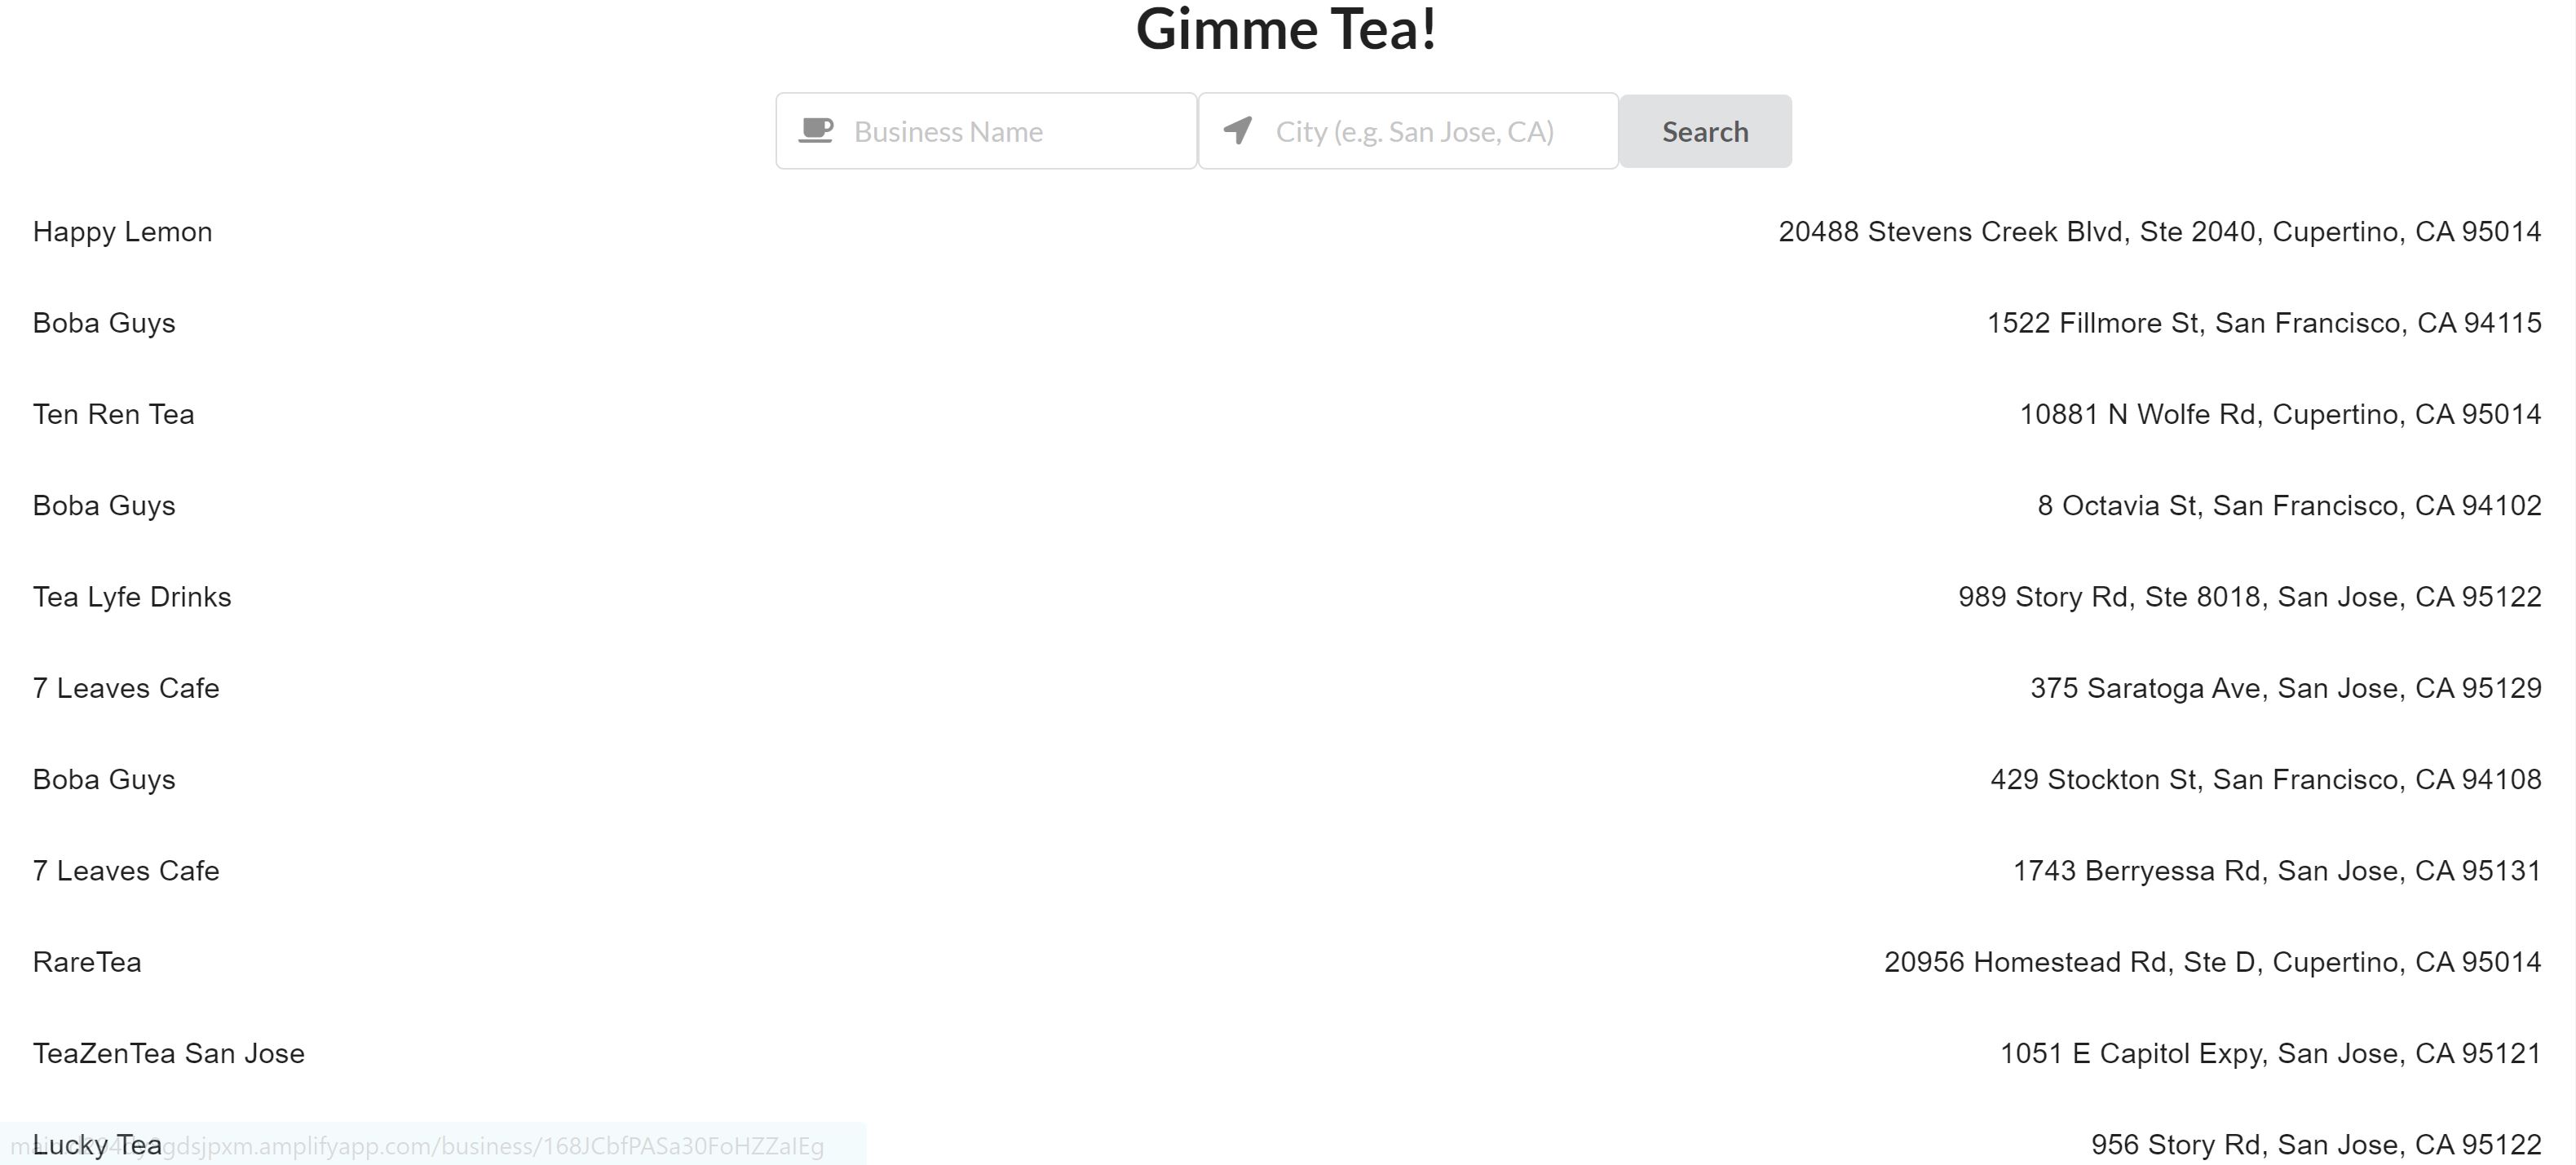 Gimme Tea!
Business Name City (e.g. San Jose, CA) Search
Happy Lemon 20488 Stevens Creek Blvd, Ste 2040, Cupertino, CA 95014
Boba Guys 1522 Fillmore St, San Francisco, CA 94115
Ten Ren Tea 10881 N Wolfe Rd, Cupertino, CA 95014
Boba Guys 8 Octavia St, San Francisco, CA 94102
Tea Lyfe Drinks 989 Story Rd, Ste 8018, San Jose, CA 95122
7 Leaves Cafe 375 Saratoga Ave, San Jose, CA 95129
Boba Guys 429 Stockton St, San Francisco, CA 94108
7 Leaves Cafe 1743 Berryessa Rd, San Jose, CA 95131
RareTea 20956 Homestead Rd, Ste D, Cupertino, CA 95014
TeaZenTea San Jose 1051 E Capitol Expy, San Jose, CA 95121
Lucky Tea 956 Story Rd, San Jose, CA 95122